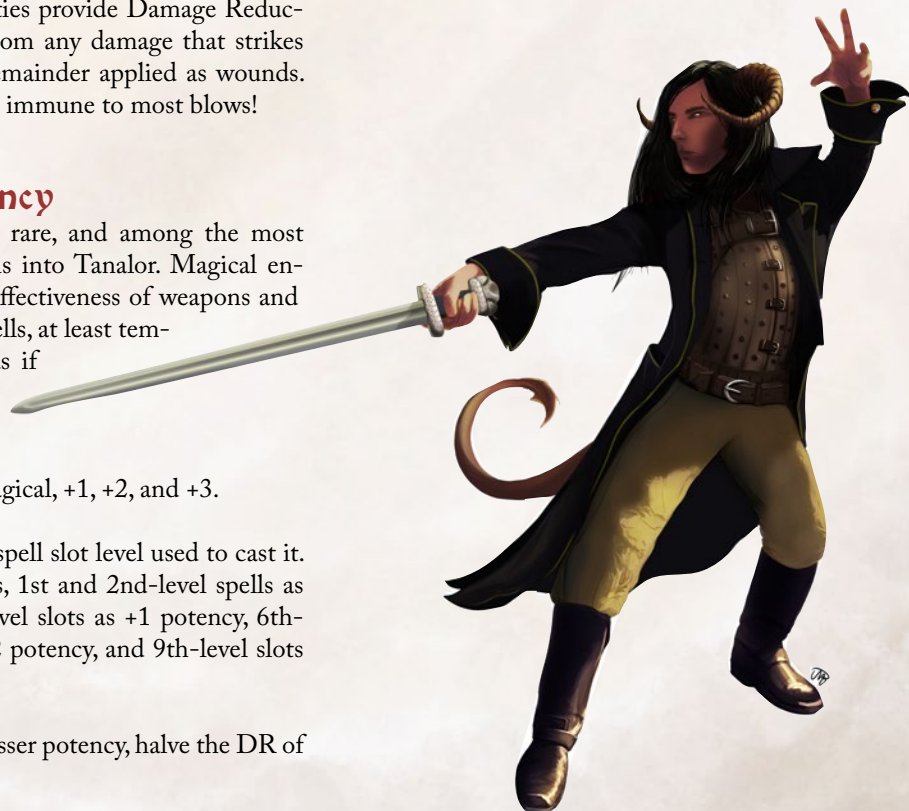 ties provide Damage Reduc-
om any damage that strikes
emainder applied as wounds.
immune to most blows!
ncy
rare, and among the most
s into Tanalor. Magical en-
ffectiveness of weapons and
ells, at least tem-
s if
gical, +1, +2, and +3.
spell slot level used to cast it.
s, 1st and 2nd-level spells as
vel slots as +1 potency, 6th-
potency, and 9th-level slots
sser potency, halve the DR of